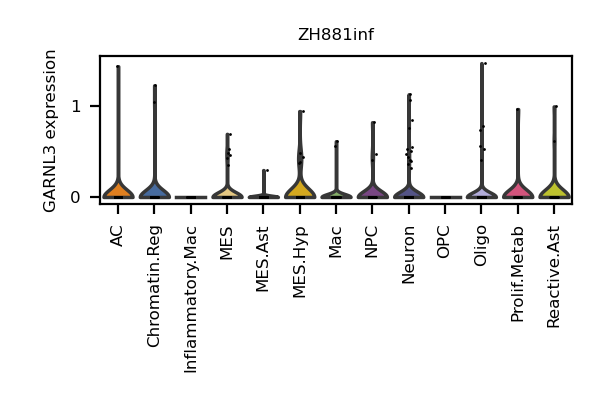 ZH881inf
GARNL3 expression
1
0
AC
Chromatin.Reg
Inflammatory.Mac
MES
MES.Ast
MES.Hyp
Mac
NPC
Neuron
OPC
Oligo
Prolif.Metab
Reactive.Ast